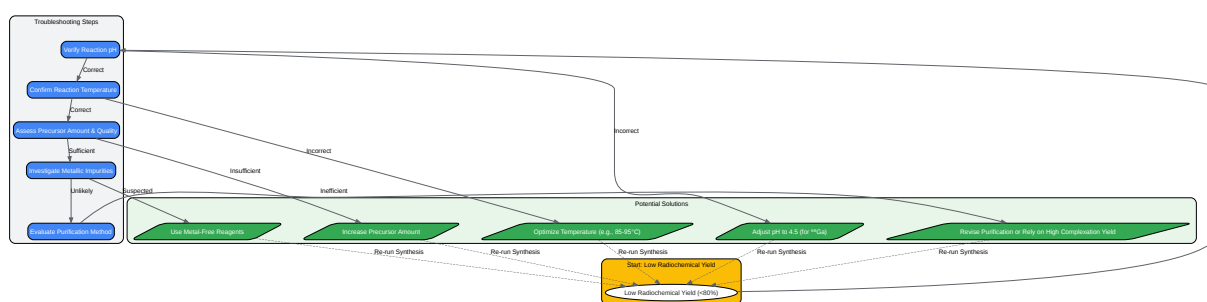 Troubleshooting Steps
Verify Reaction pH
Correct
Confirm Reaction Temperature
Correct
Assess Precursor Amount & Quality
Incorrect
Sufficient
Incorrect
Investigate Metallic Impurities
Insufficient
Unlikely
Suspected
Inefficient
Potential Solutions
Evaluate Purification Method
Use Metal-Free Reagents
Increase Precursor Amount
Optimize Temperature (e.g., 85-95°C)
Adjust pH to 4.5 (for ⁶⁸Ga)
Revise Purification or Rely on High Complexation Yield
Re-run Synthesis
Re-run Synthesis
Re-run Synthesis
Re-run Synthesis
Re-run Synthesis
Start: Low Radiochemical Yield
Low Radiochemical Yield (<80%)